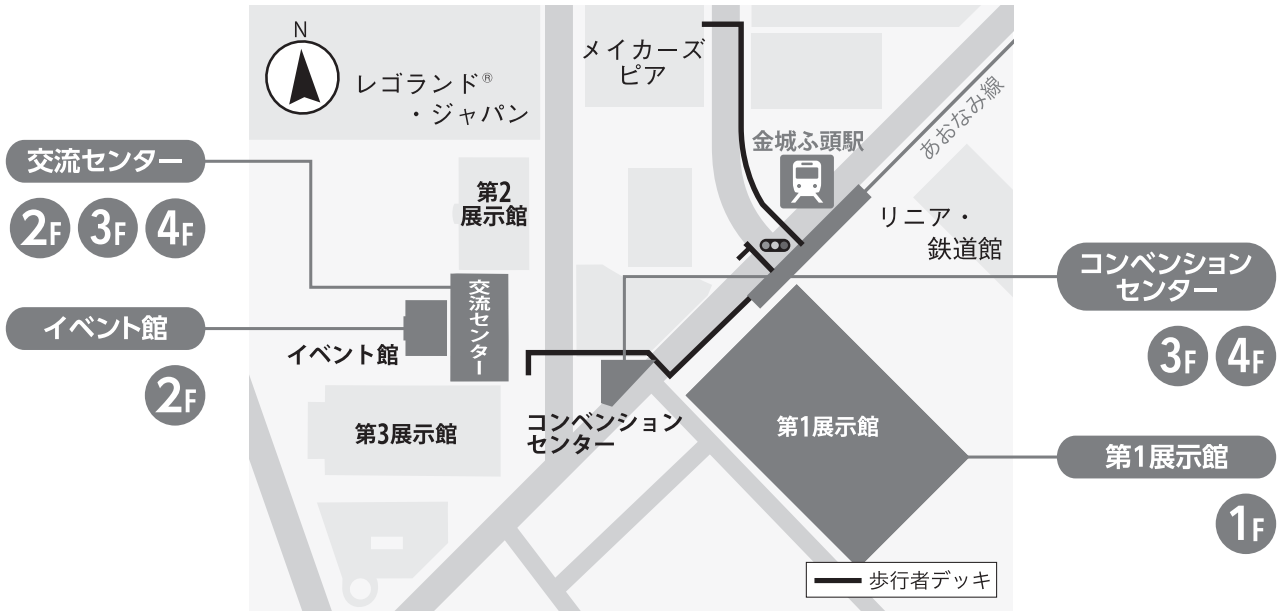 N
レゴランド®
・ジャパン
メイカーズ
ピア
金城ふ頭駅
あおなみ線
リニア・
鉄道館
交流センター
2F 3F 4F
第2
展示館
交流センター
イベント館
2F
イベント館
コンベンション
センター
3F 4F
第3展示館
コンベンション
センター
第1展示館
第1展示館
1F
歩行者デッキ